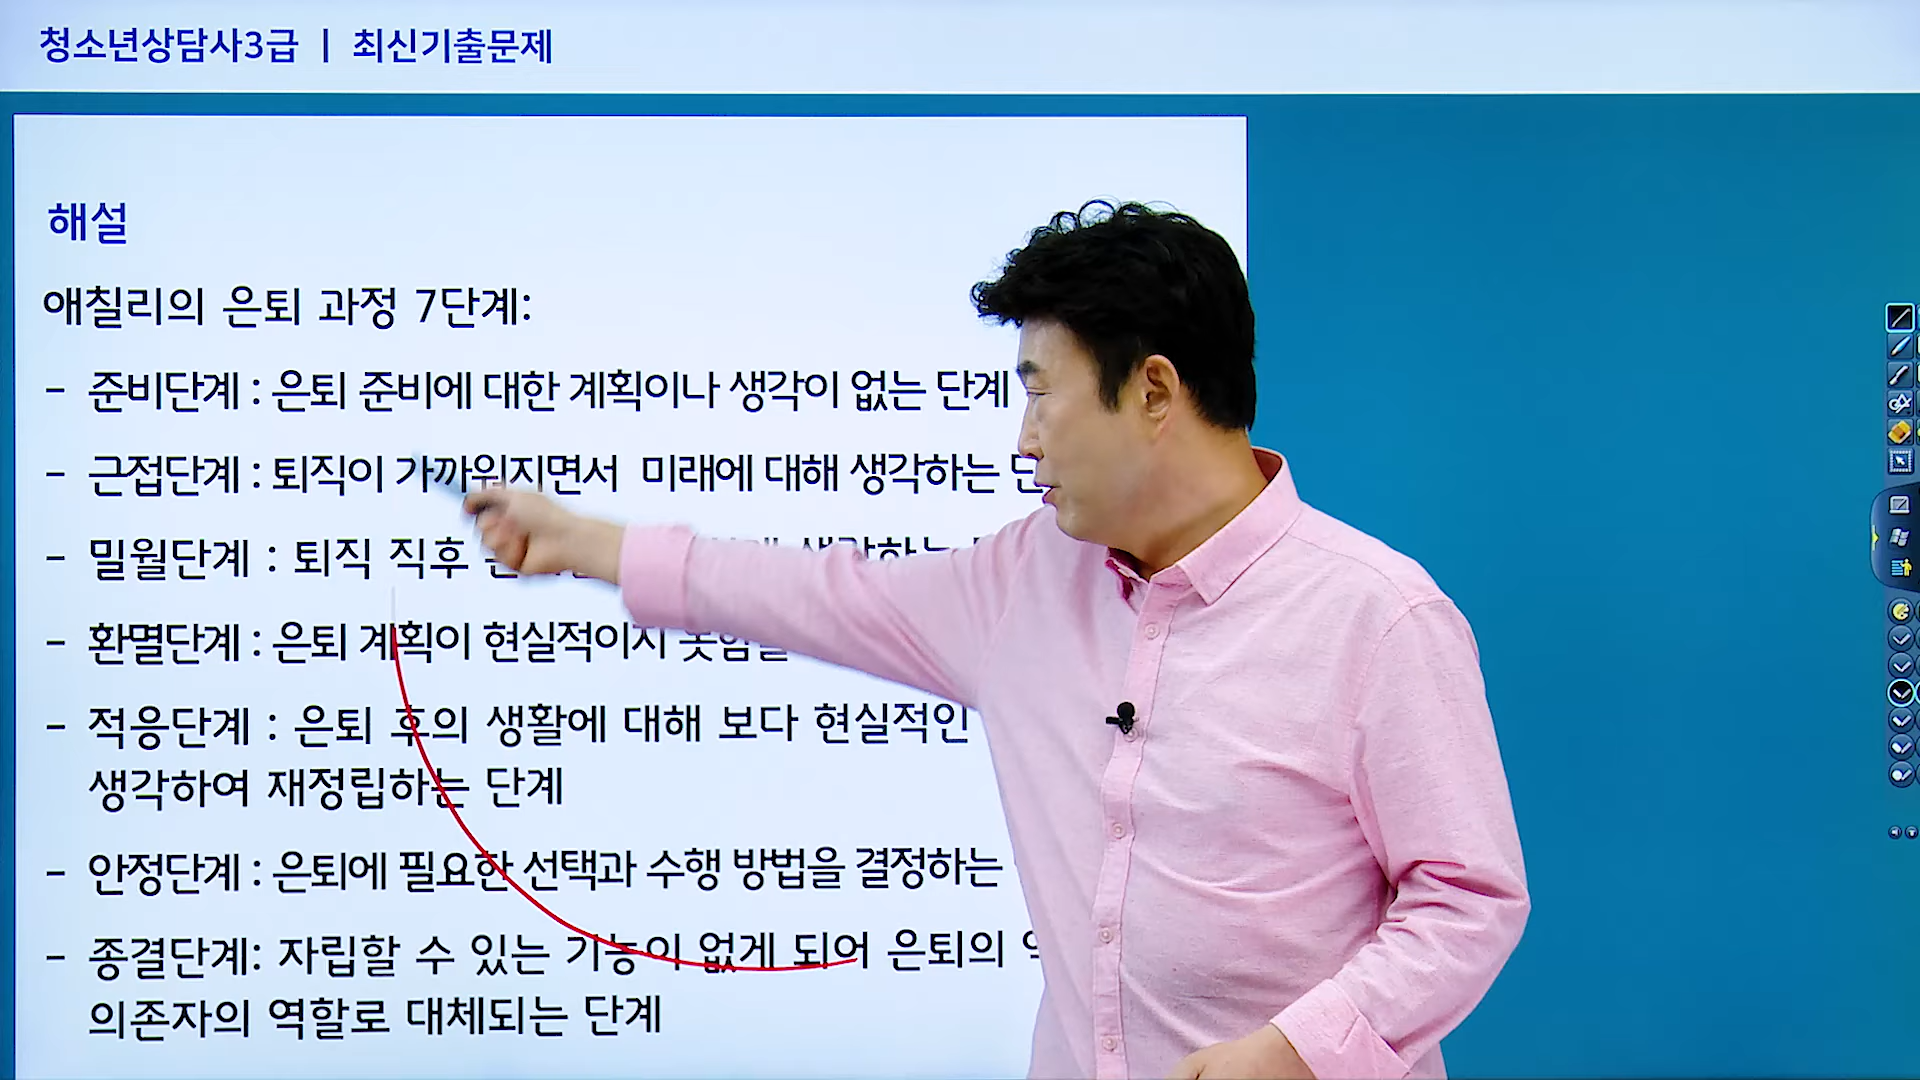 청소년상담사3급 | 최신기출문제
해설
애칠리의 은퇴 과정 7단계:
- 준비단계 : 은퇴 준비에 대한 계획이나 생각이 없는 단계
- 근접단계 : 퇴직이 가까워지면서 미래에 대해 생각하는
- 밀월단계 : 퇴직 직후 생각하는
- 환멸단계 : 은퇴 계획이 현실적이지 못함을
- 적응단계 : 은퇴 후의 생활에 대해 보다 현실적인
생각하여 재정립하는 단계
- 안정단계 : 은퇴에 필요한 선택과 수행 방법을 결정하는
- 종결단계: 자립할 수 있는 기능이 없게 되어 은퇴의
의존자의 역할로 대체되는 단계